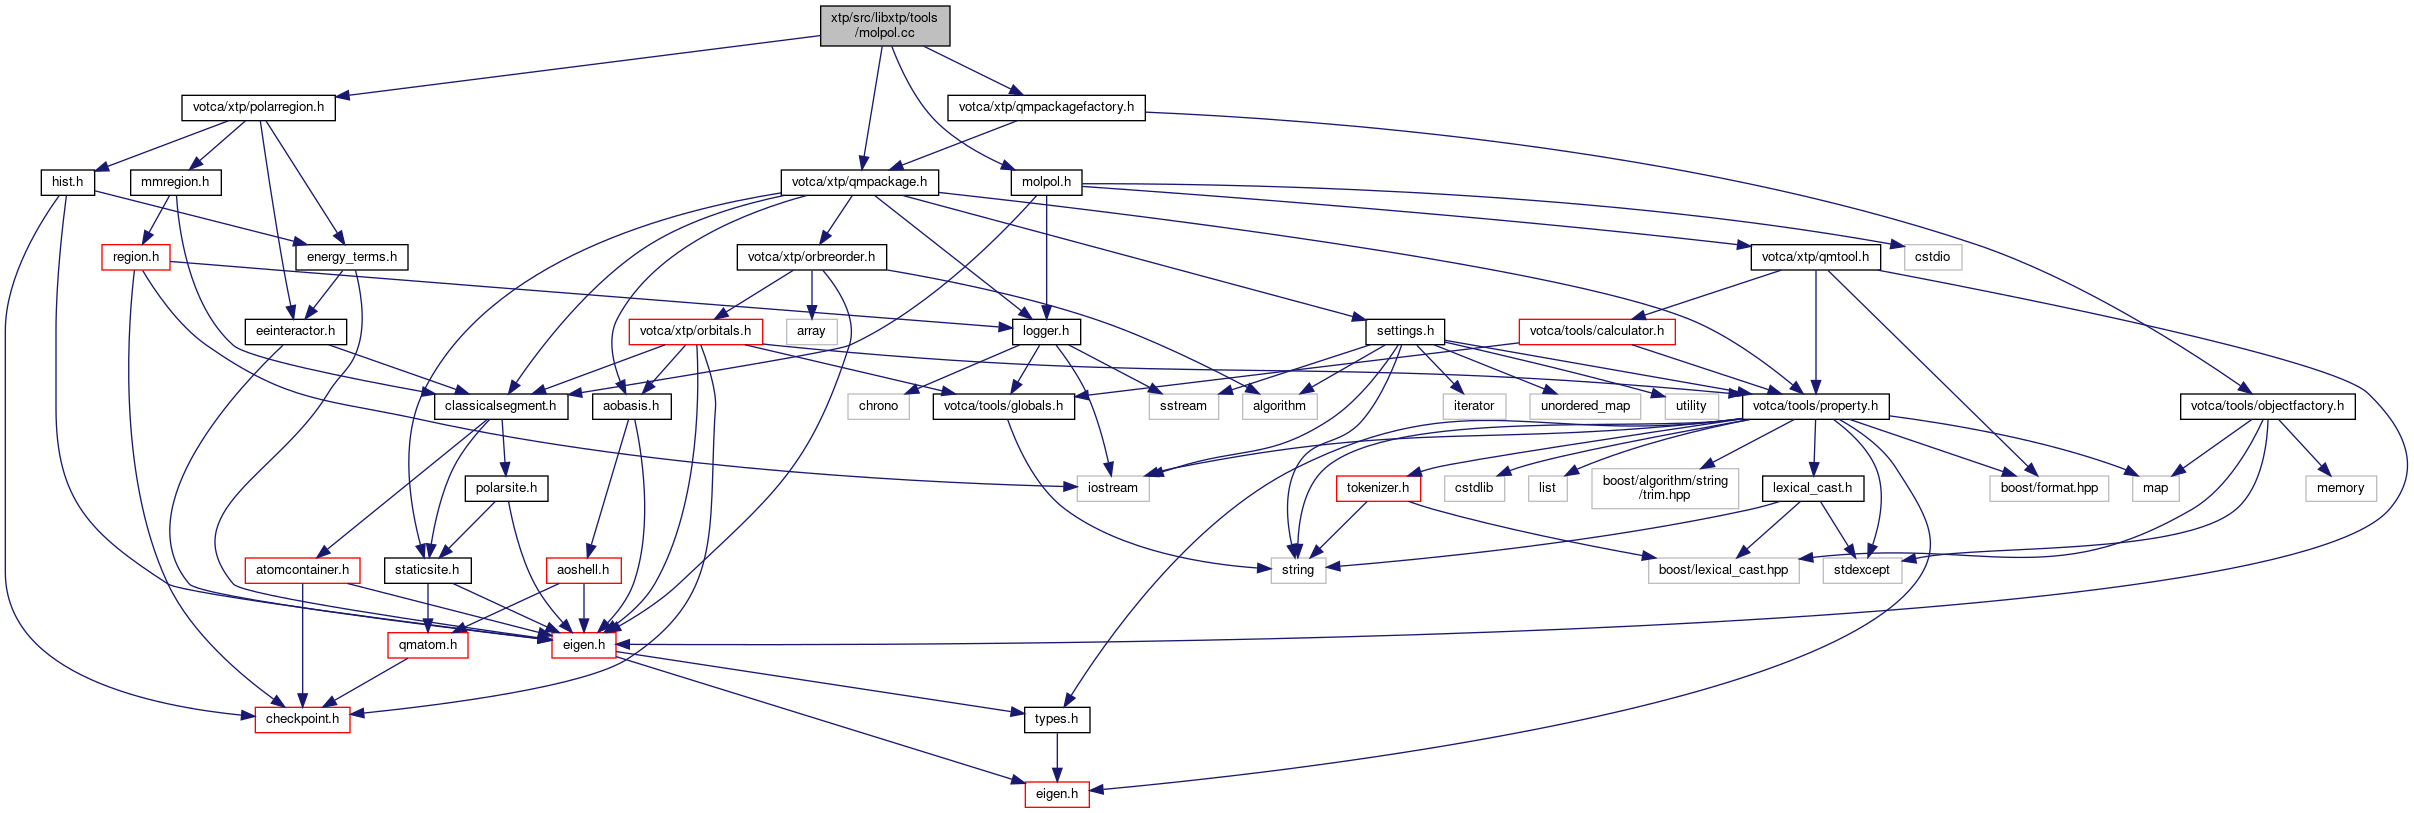 xtp/src/libxtp/tools
/molpol.cc
votca/xtp/polarregion.h
votca/xtp/qmpackagefactory.h
hist.h
mmregion.h
votca/xtp/qmpackage.h
molpol.h
region.h
energy_terms.h
votca/xtp/orbreorder.h
votca/xtp/qmtool.h
cstdio
eeinteractor.h
votca/xtp/orbitals.h
array
logger.h
settings.h
votca/tools/calculator.h
classicalsegment.h
aobasis.h
chrono
votca/tools/globals.h
sstream
algorithm
iterator
unordered_map
utility
votca/tools/property.h
votca/tools/objectfactory.h
polarsite.h
iostream
tokenizer.h
cstdlib
list
boost/algorithm/string
/trim.hpp
lexical_cast.h
boost/format.hpp
map
memory
atomcontainer.h
staticsite.h
aoshell.h
string
boost/lexical_cast.hpp
stdexcept
qmatom.h
eigen.h
checkpoint.h
types.h
eigen.h